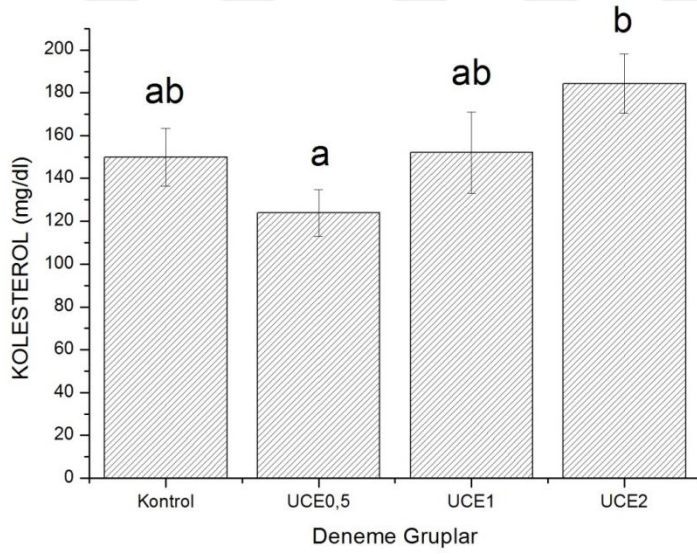 KOLESTEROL (mg/dl)
200
180
160
140
120
100
80
60
40
20
0
ab
a
ab
b
Kontrol
UCE0,5
UCE1
UCE2
Deneme Gruplar